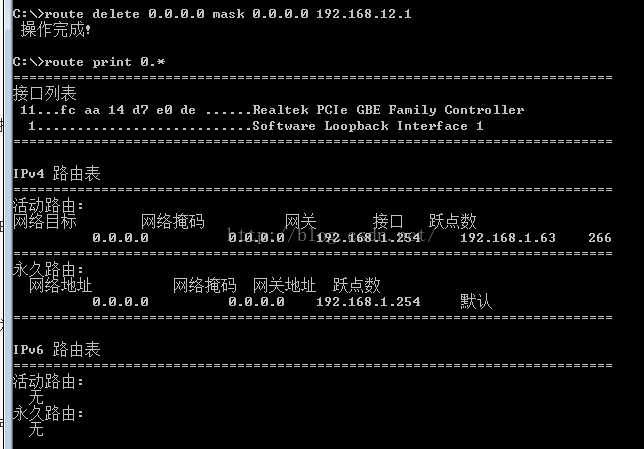 C:\>route delete 0.0.0.0 mask 0.0.0.0 192.168.12.1
操作完成!
C:\>route print 0.*
===========================================================================
接口列表
11...fc aa 14 d7 e0 de ......Realtek PCIe GBE Family Controller
1...........................Software Loopback Interface 1
===========================================================================
IPv4 路由表
===========================================================================
活动路由:
网络目标 网络掩码 网关 接口 跃点数
0.0.0.0 0.0.0.0 192.168.1.254 192.168.1.63 266
===========================================================================
永久路由:
网络地址 网络掩码 网关地址 跃点数
0.0.0.0 0.0.0.0 192.168.1.254 默认
===========================================================================
IPv6 路由表
===========================================================================
活动路由:
无
永久路由:
无
http://blog.csdn.net/